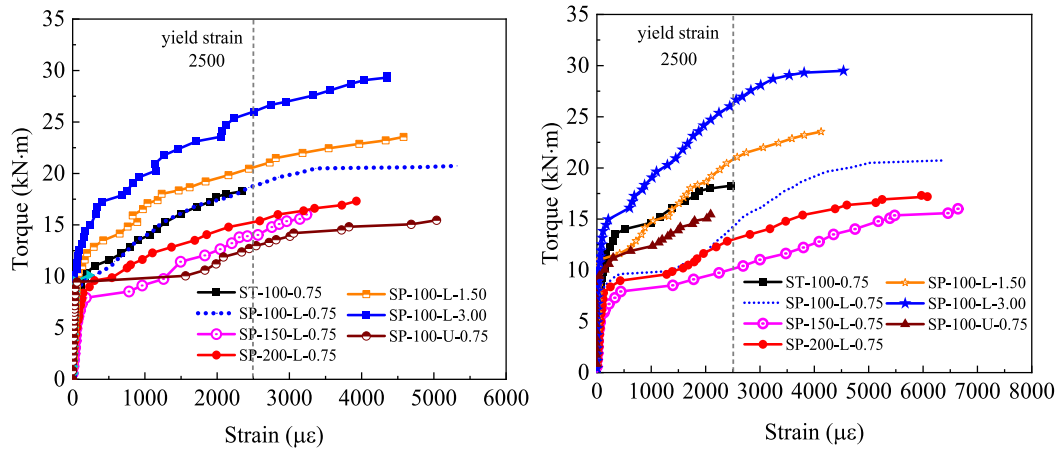 35
30
25
20
15
10
5
0
Torque (kN·m)
yield strain
2500
ST-100-0.75
SP-100-L-0.75
SP-150-L-0.75
SP-200-L-0.75
SP-100-L-1.50
SP-100-L-3.00
SP-100-U-0.75
0 1000 2000 3000 4000 5000 6000
Strain (με)
35
30
25
20
15
10
5
0
Torque (kN·m)
yield strain
2500
ST-100-0.75
SP-100-L-0.75
SP-150-L-0.75
SP-200-L-0.75
SP-100-L-1.50
SP-100-L-3.00
SP-100-U-0.75
0 1000 2000 3000 4000 5000 6000 7000 8000
Strain (με)